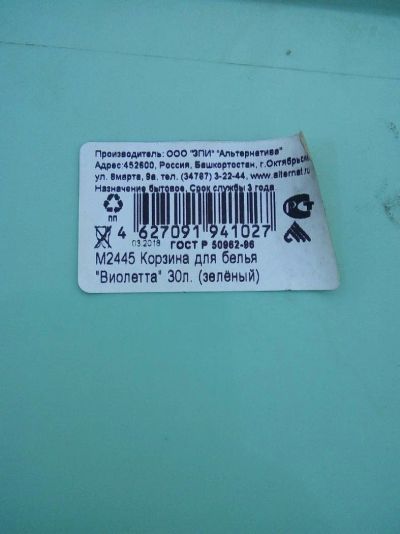 Производитель: ООО "ЗПИ" "Альтернатива"
Адрес:452600, Россия, Башкортостан, г.Октябрьский
ул. 8марта, 9а. тел. (34767) 3-22-44, www.alternat.ru
Назначение бытовое. Срок службы 3 года
ПП
4 627091 941027
03.2018 ГОСТ Р 50962-96
М2445 Корзина для белья
"Виолетта" 30л. (зелёный)